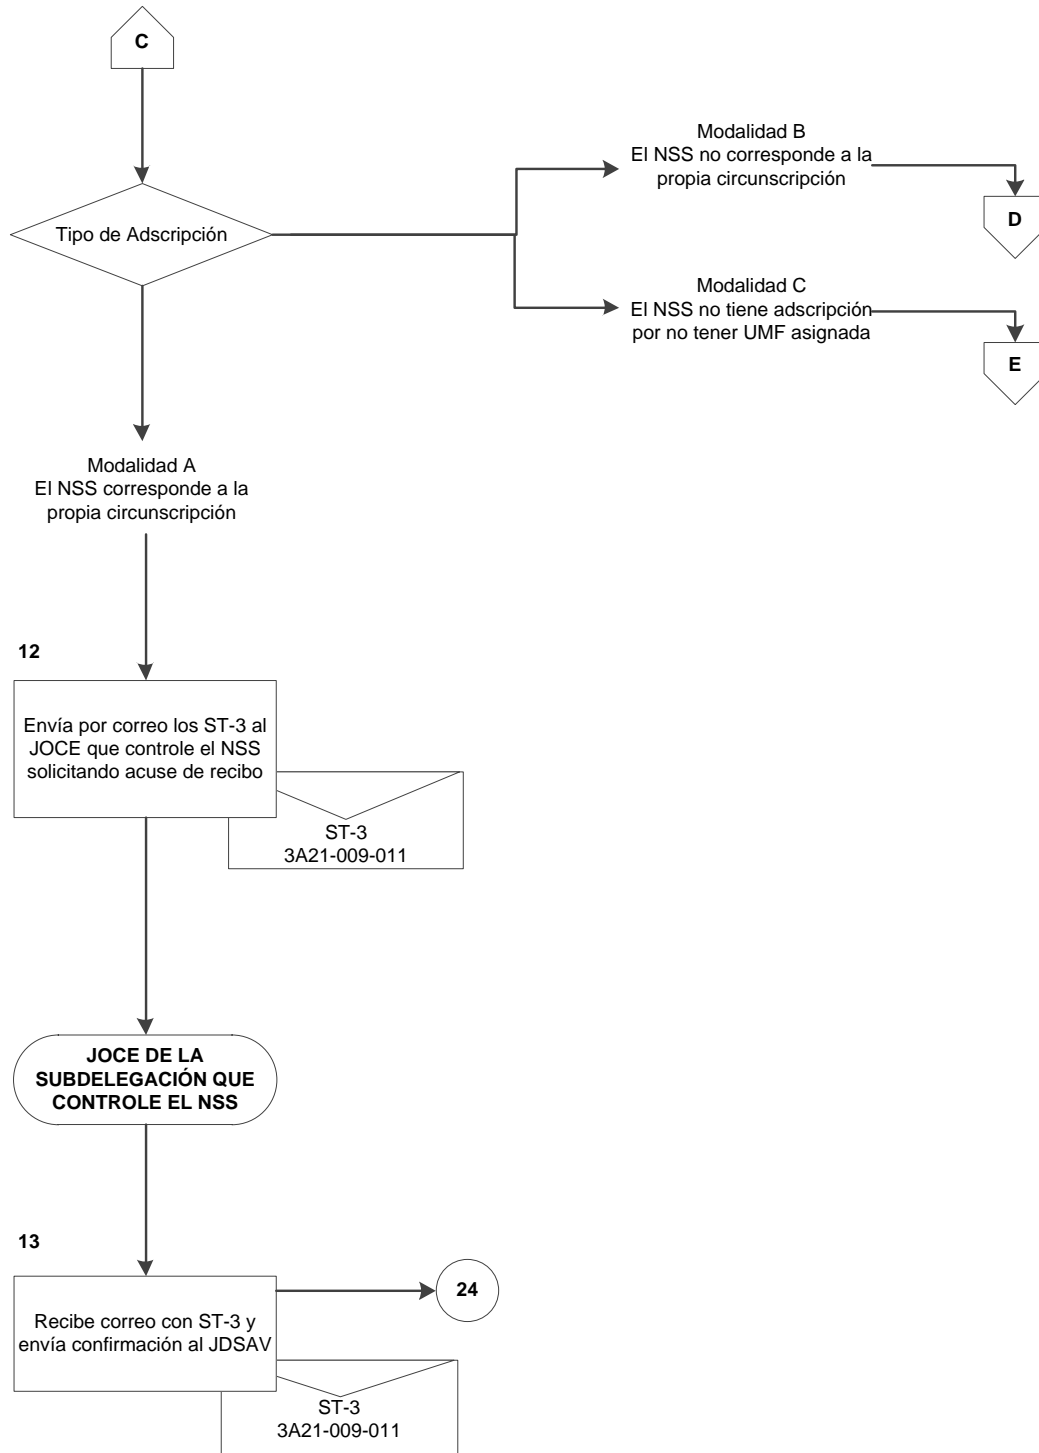 C
Tipo de Adscripción
Modalidad B
El NSS no corresponde a la
propia circunscripción
D
Modalidad C
El NSS no tiene adscripción
por no tener UMF asignada
E
Modalidad A
El NSS corresponde a la
propia circunscripción
12
Envía por correo los ST-3 al
JOCE que controle el NSS
solicitando acuse de recibo
ST-3
3A21-009-011
JOCE DE LA
SUBDELEGACIÓN QUE
CONTROLE EL NSS
13
Recibe correo con ST-3 y
envía confirmación al JDSAV
24
ST-3
3A21-009-011